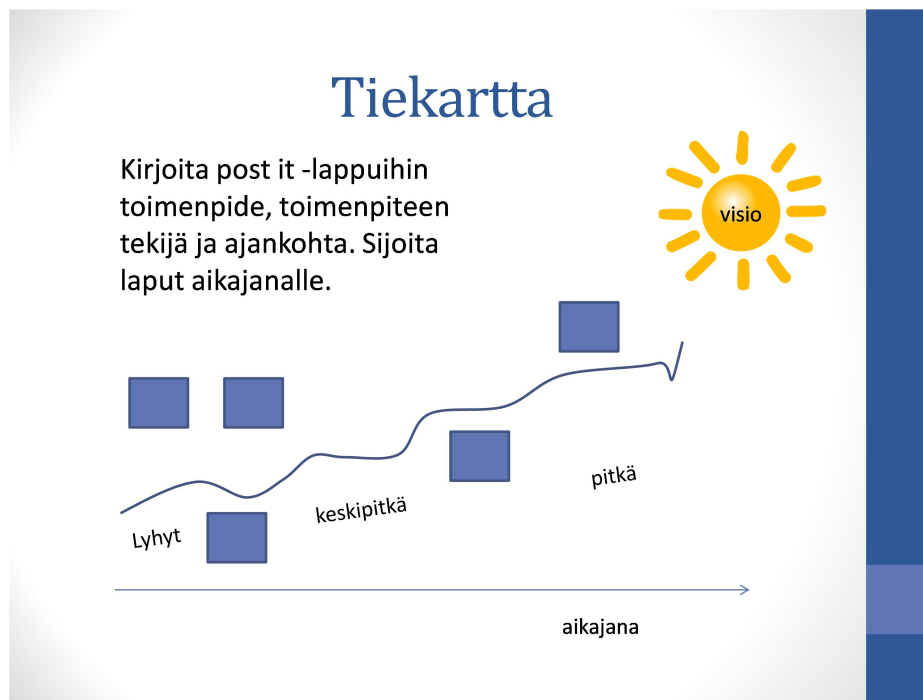 Tiekartta
Kirjoita post it -lappuihin
toimenpide, toimenpiteen
tekijä ja ajankohta. Sijoita
laput aikajanalle.
visio
pitkä
keskipitkä
Lyhyt
aikajana